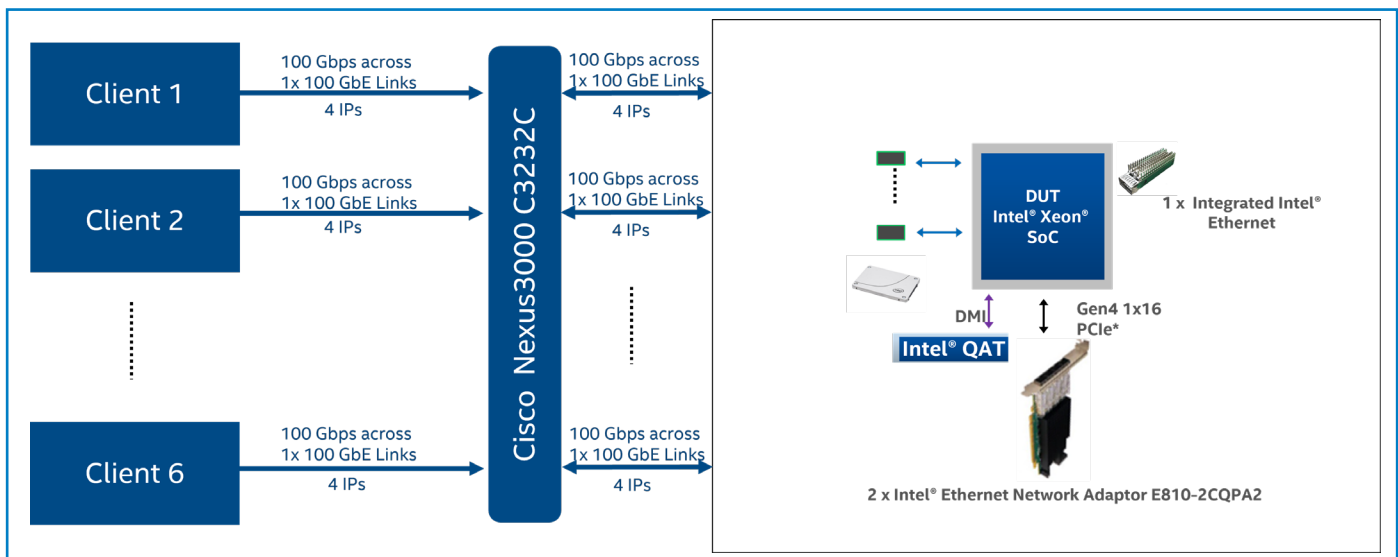 Client 1
100 Gbps across
1x 100 GbE Links
4 IPs
Client 2
100 Gbps across
1x 100 GbE Links
4 IPs
Client 6
100 Gbps across
1x 100 GbE Links
4 IPs
Cisco Nexus3000 C3232C
100 Gbps across
1x 100 GbE Links
4 IPs
100 Gbps across
1x 100 GbE Links
4 IPs
100 Gbps across
1x 100 GbE Links
4 IPs
DUT
Intel® Xeon®
SoC
1 x Integrated Intel®
Ethernet
DMI
Gen4 1x16
PCIe*
Intel® QAT
2 x Intel® Ethernet Network Adaptor E810-2CQPA2